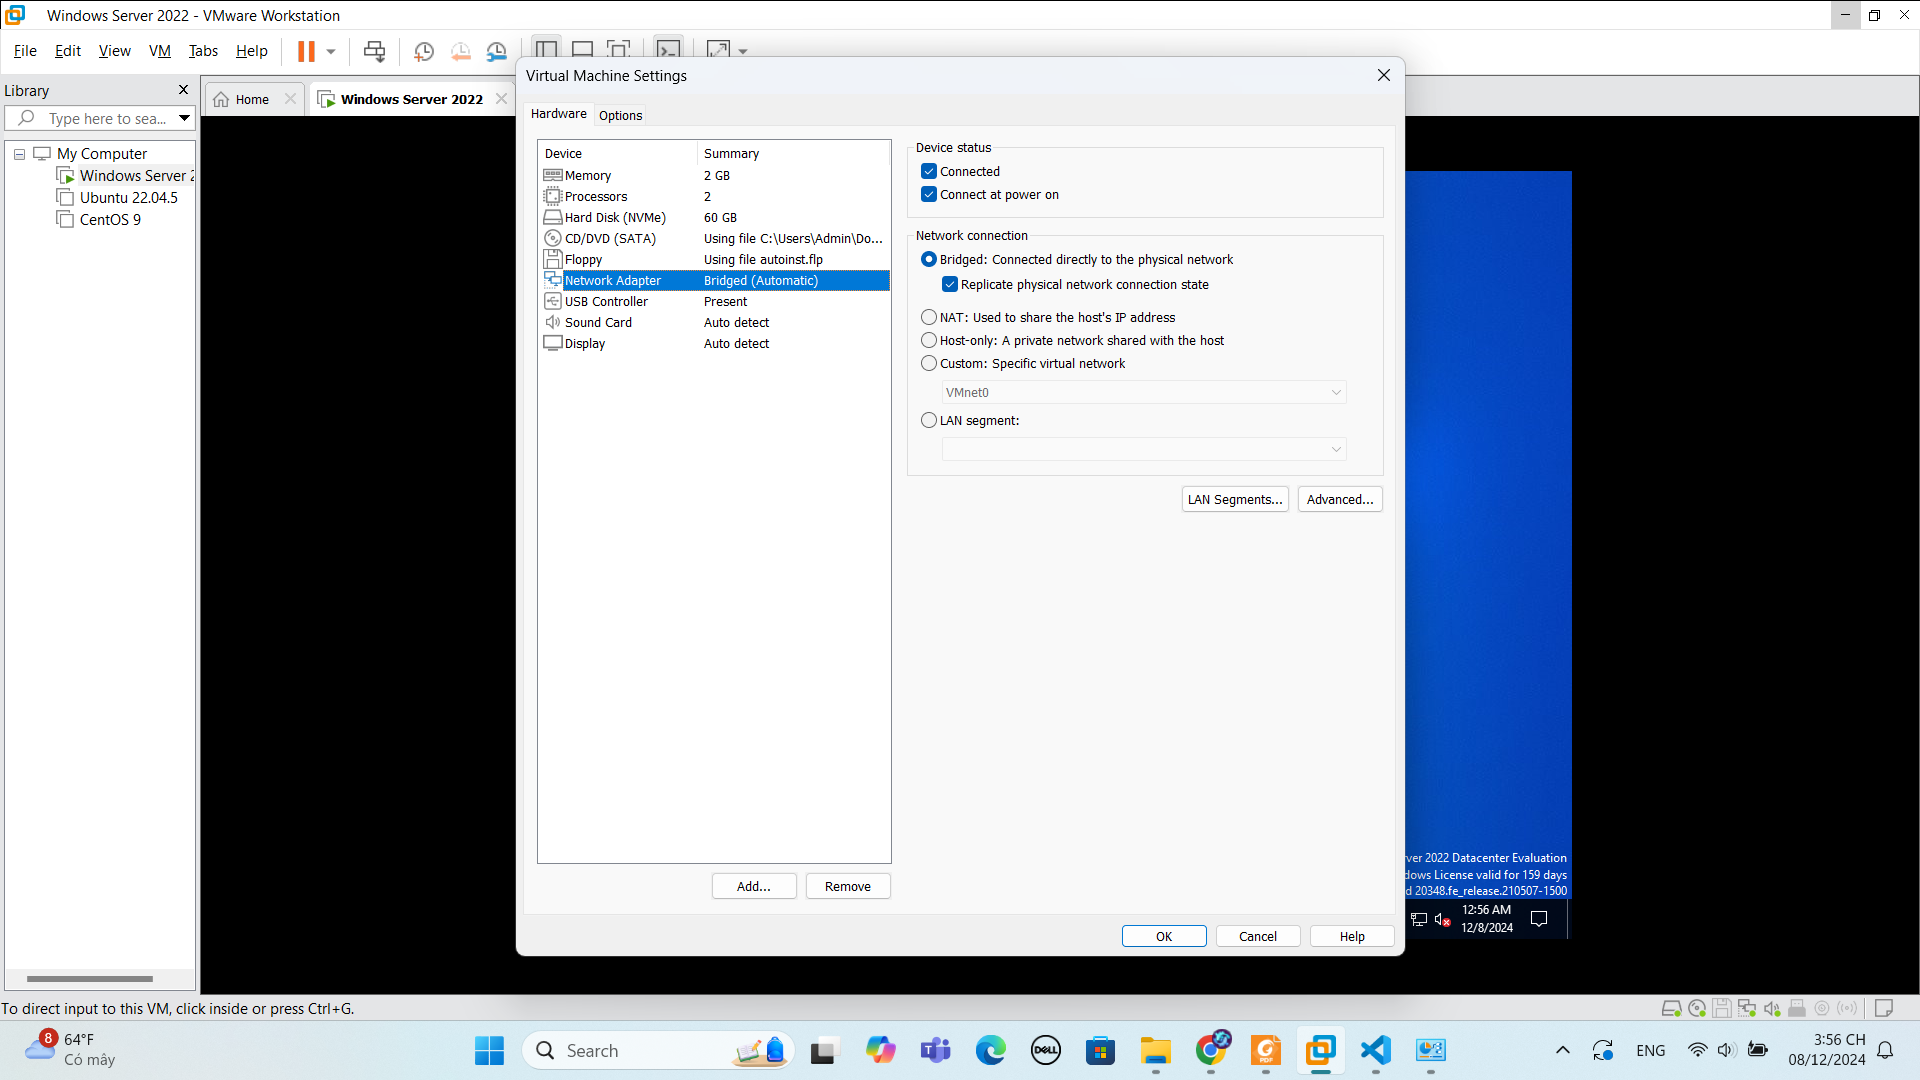 Windows Server 2022 - VMware Workstation
File Edit View VM Tabs Help
Library
Type here to sea...
My Computer
Windows Server 2
Ubuntu 22.04.5
CentOS 9
Home
Windows Server 2022
Virtual Machine Settings
Hardware Options
Device Summary
Memory 2 GB
Processors 2
Hard Disk (NVMe) 60 GB
CD/DVD (SATA) Using file C:\Users\Admin\Do...
Floppy Using file autoinst.flp
Network Adapter Bridged (Automatic)
USB Controller Present
Sound Card Auto detect
Display Auto detect
Add... Remove
Device status
Connected
Connect at power on
Network connection
Bridged: Connected directly to the physical network
Replicate physical network connection state
NAT: Used to share the host's IP address
Host-only: A private network shared with the host
Custom: Specific virtual network
VMnet0
LAN segment:
LAN Segments... Advanced...
OK Cancel Help
ver 2022 Datacenter Evaluation
dows License valid for 159 days
d 20348.fe_release.210507-1500
12:56 AM
12/8/2024
To direct input to this VM, click inside or press Ctrl+G.
8
64°F
Có mây
Search
DELL
PDF
ENG
3:56 CH
08/12/2024